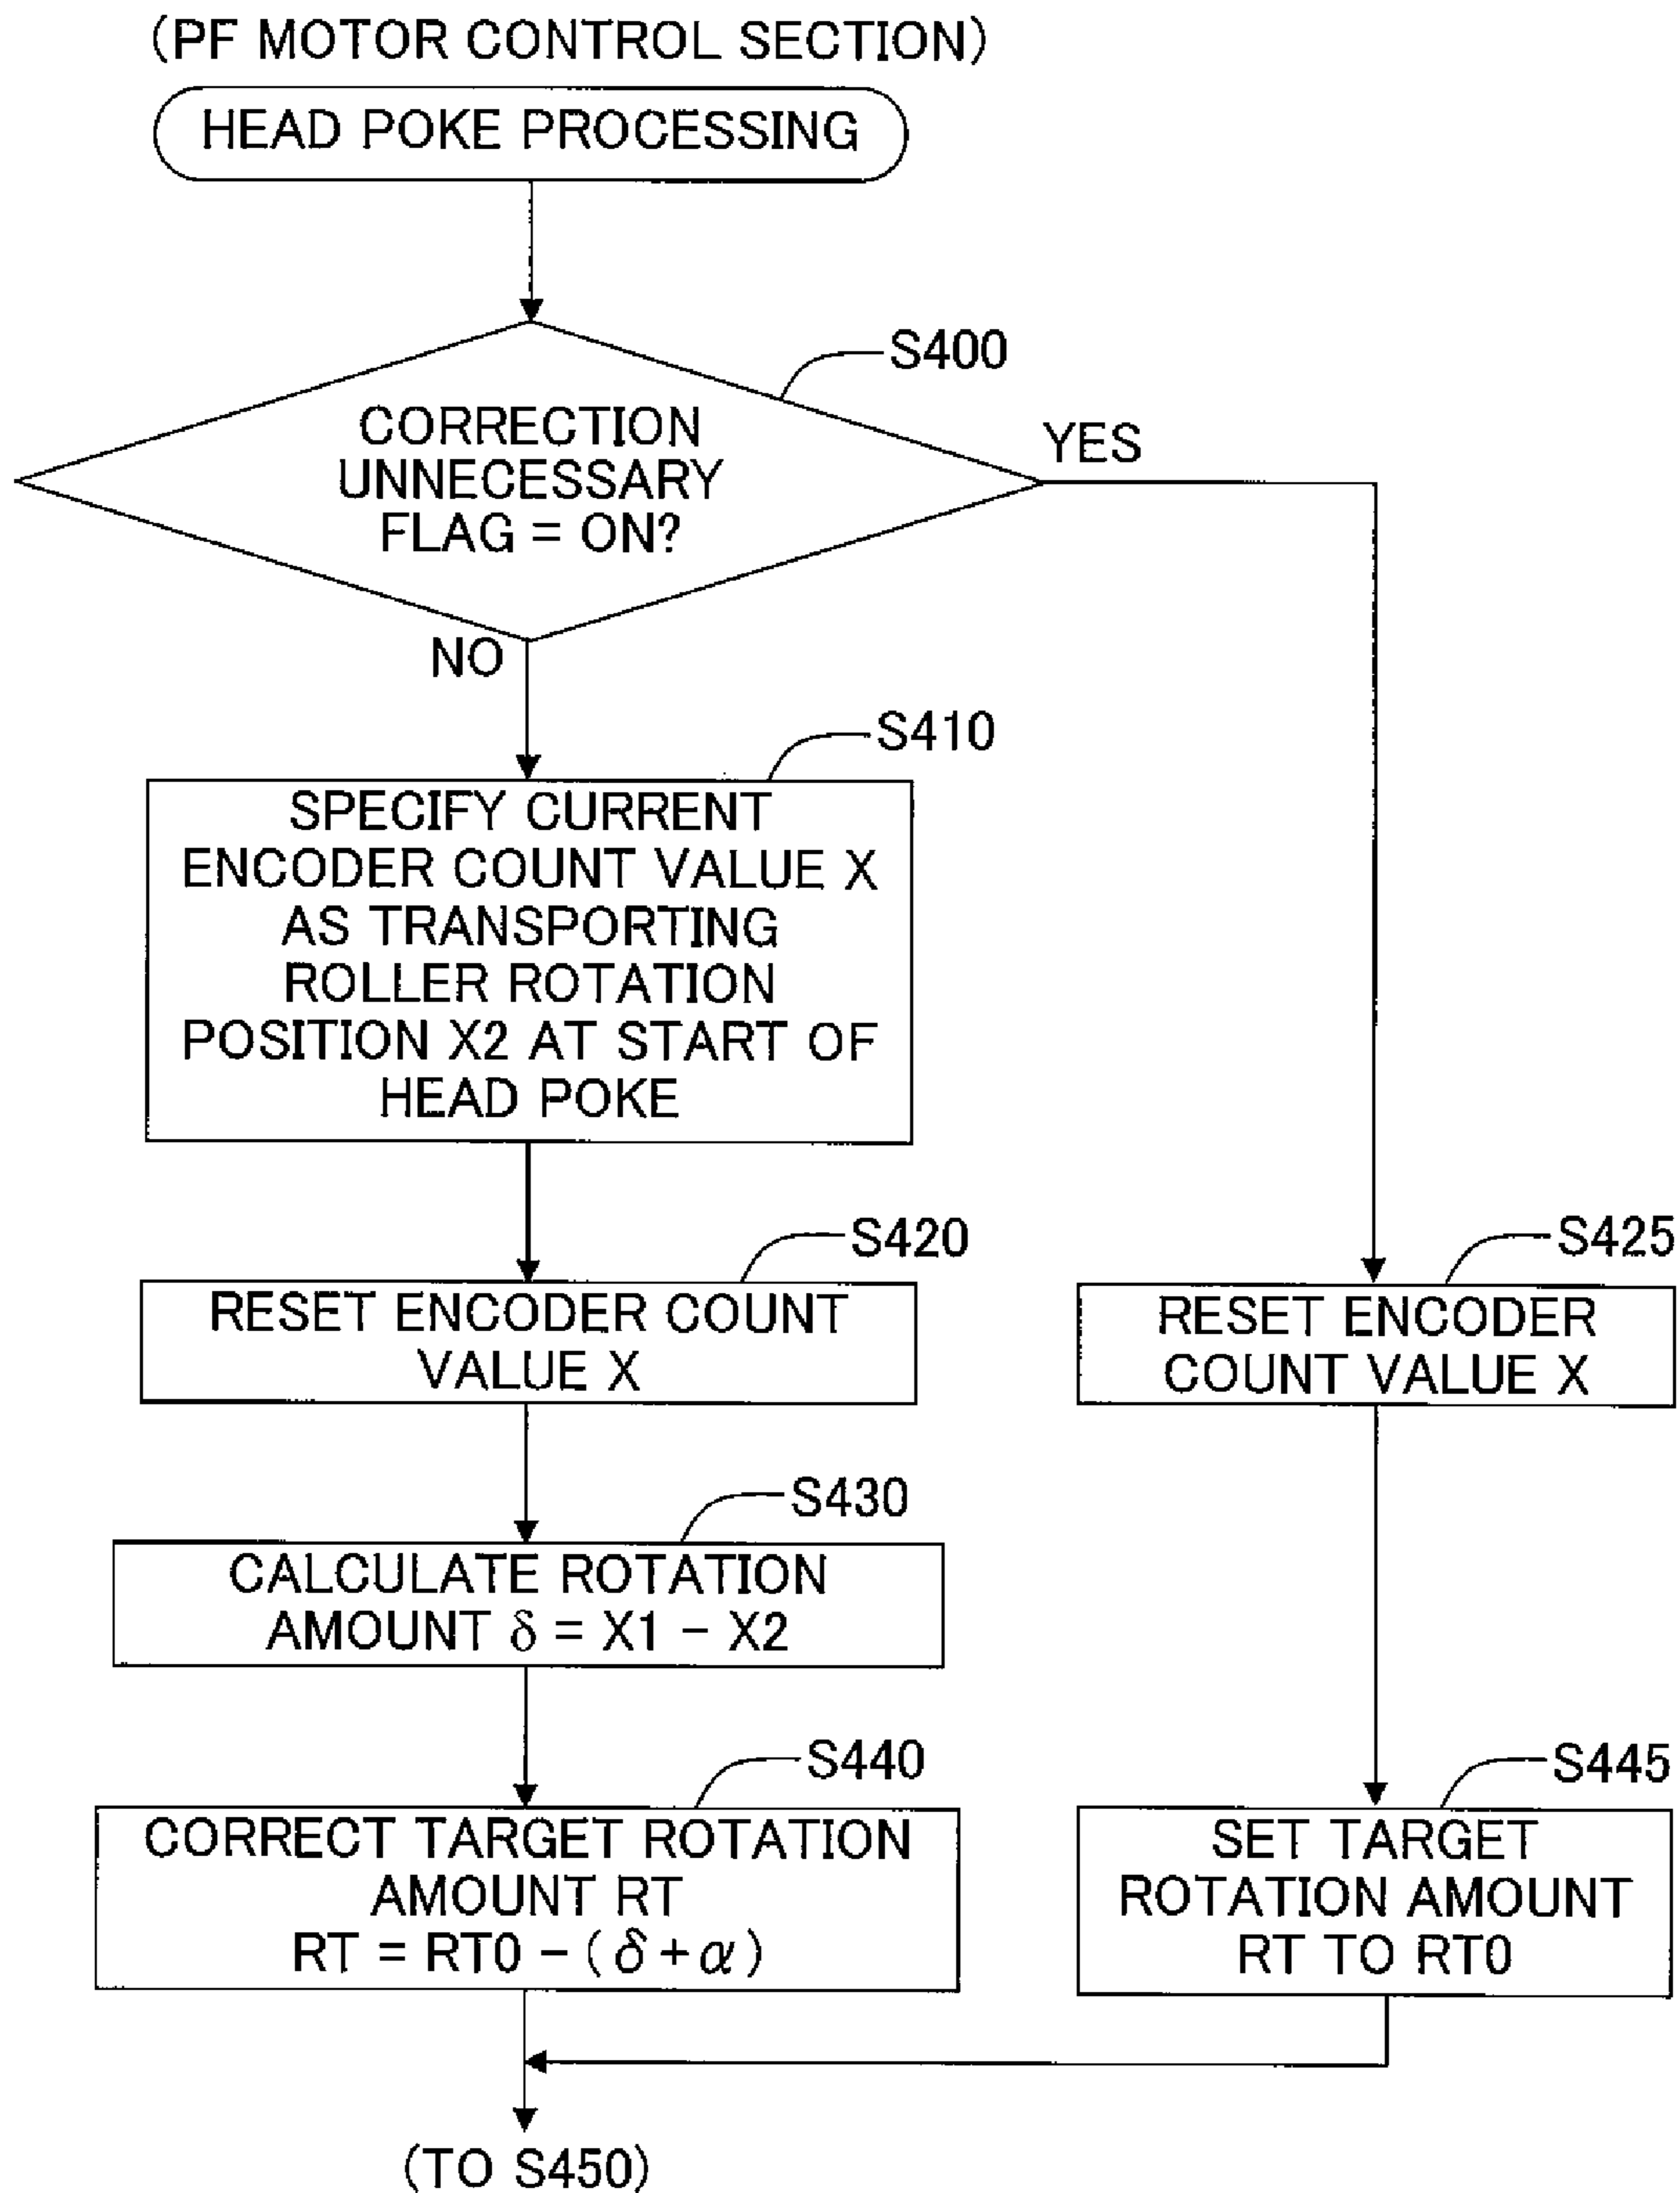 (PF MOTOR CONTROL SECTION)
HEAD POKE PROCESSING
S400
CORRECTION
UNNECESSARY
FLAG = ON?
YES
NO
S410
SPECIFY CURRENT
ENCODER COUNT VALUE X
AS TRANSPORTING
ROLLER ROTATION
POSITION X2 AT START OF
HEAD POKE
S420
RESET ENCODER COUNT
VALUE X
S425
RESET ENCODER
COUNT VALUE X
S430
CALCULATE ROTATION
AMOUNT δ = X1 − X2
S440
CORRECT TARGET ROTATION
AMOUNT RT
RT = RT0 − (δ+α)
S445
SET TARGET
ROTATION AMOUNT
RT TO RT0
(TO S450)